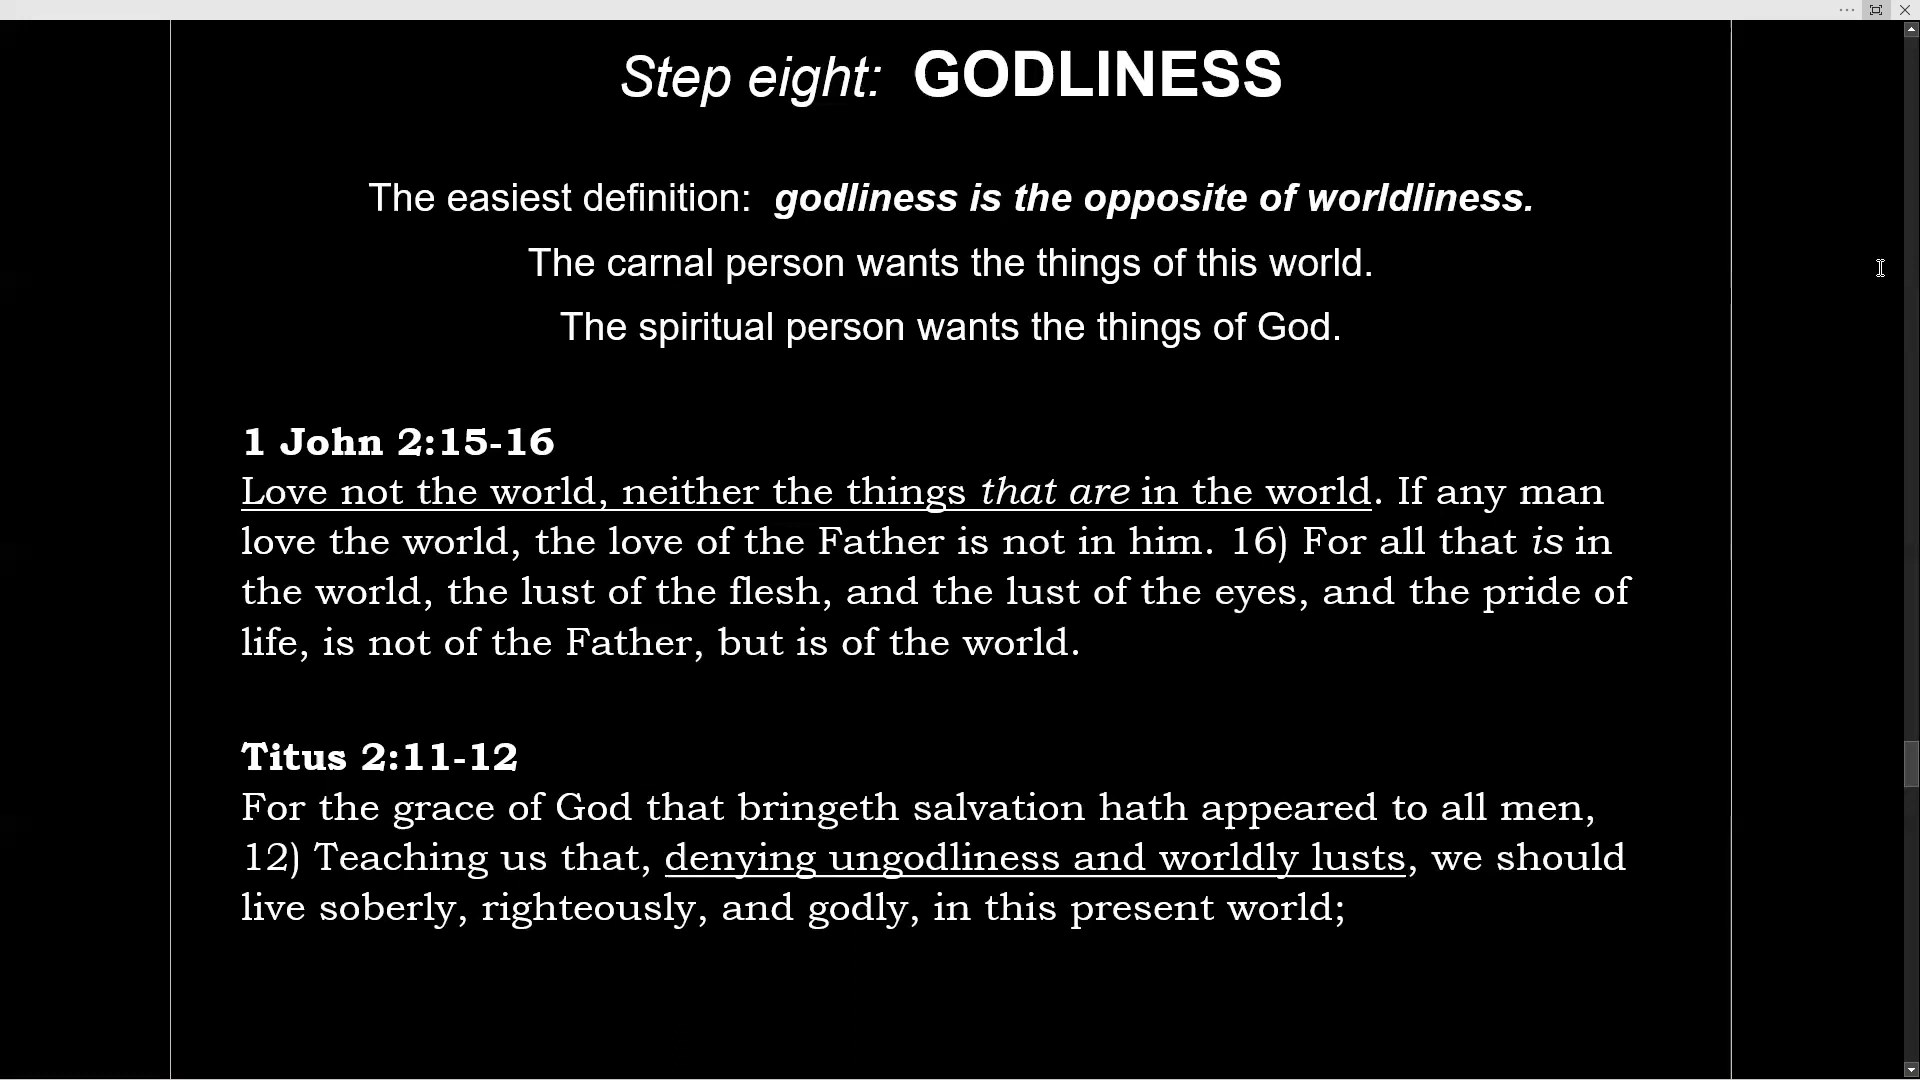 Step eight: GODLINESS
The easiest definition: godliness is the opposite of worldliness.
The carnal person wants the things of this world.
The spiritual person wants the things of God.
1 John 2:15-16
Love not the world, neither the things that are in the world. If any man
love the world, the love of the Father is not in him. 16) For all that is in
the world, the lust of the flesh, and the lust of the eyes, and the pride of
life, is not of the Father, but is of the world.
Titus 2:11-12
For the grace of God that bringeth salvation hath appeared to all men,
12) Teaching us that, denying ungodliness and worldly lusts, we should
live soberly, righteously, and godly, in this present world;